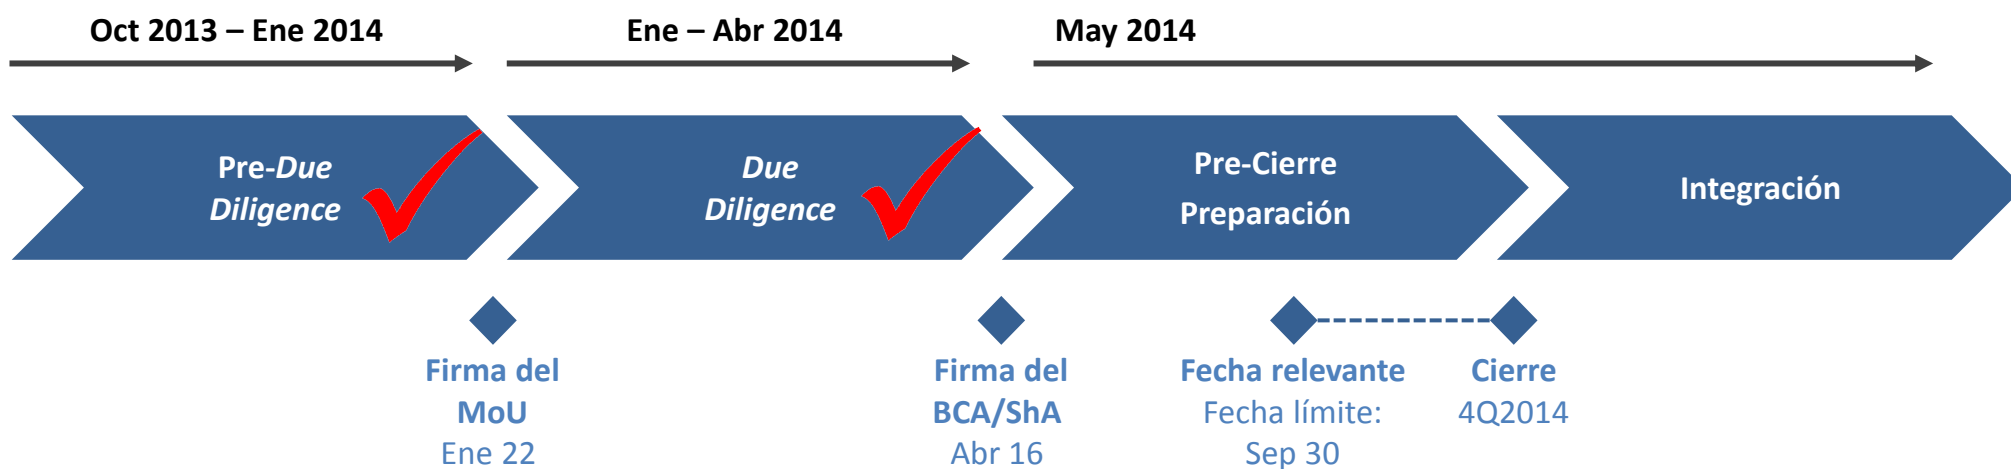 Oct 2013 – Ene 2014
Ene – Abr 2014
May 2014
Pre-Due
Diligence
Due
Diligence
Pre-Cierre
Preparación
Integración
Firma del
MoU
Ene 22
Firma del
BCA/ShA
Abr 16
Fecha relevante
Fecha límite:
Sep 30
Cierre
4Q2014